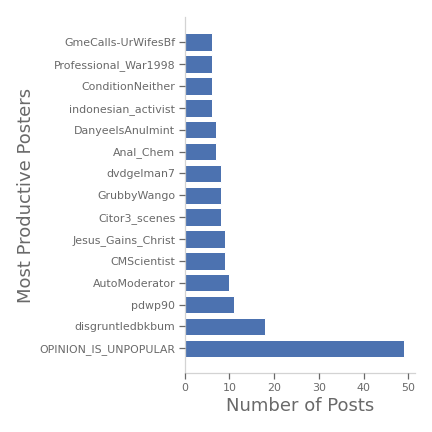 Most Productive Posters
GmeCalls-UrWifesBf
Professional_War1998
ConditionNeither
indonesian_activist
DanyeelsAnulmint
Anal_Chem
dvdgelman7
GrubbyWango
Citor3_scenes
Jesus_Gains_Christ
CMScientist
AutoModerator
pdwp90
disgruntledbkbum
OPINION_IS_UNPOPULAR
0 10 20 30 40 50
Number of Posts